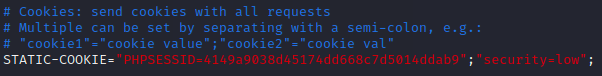 # Cookies: send cookies with all requests
# Multiple can be set by separating with a semi-colon, e.g.:
# "cookie1"="cookie value";"cookie2"="cookie val"
STATIC-COOKIE="PHPSESSID=4149a9038d45174dd668c7d5014ddab9";"security=low";